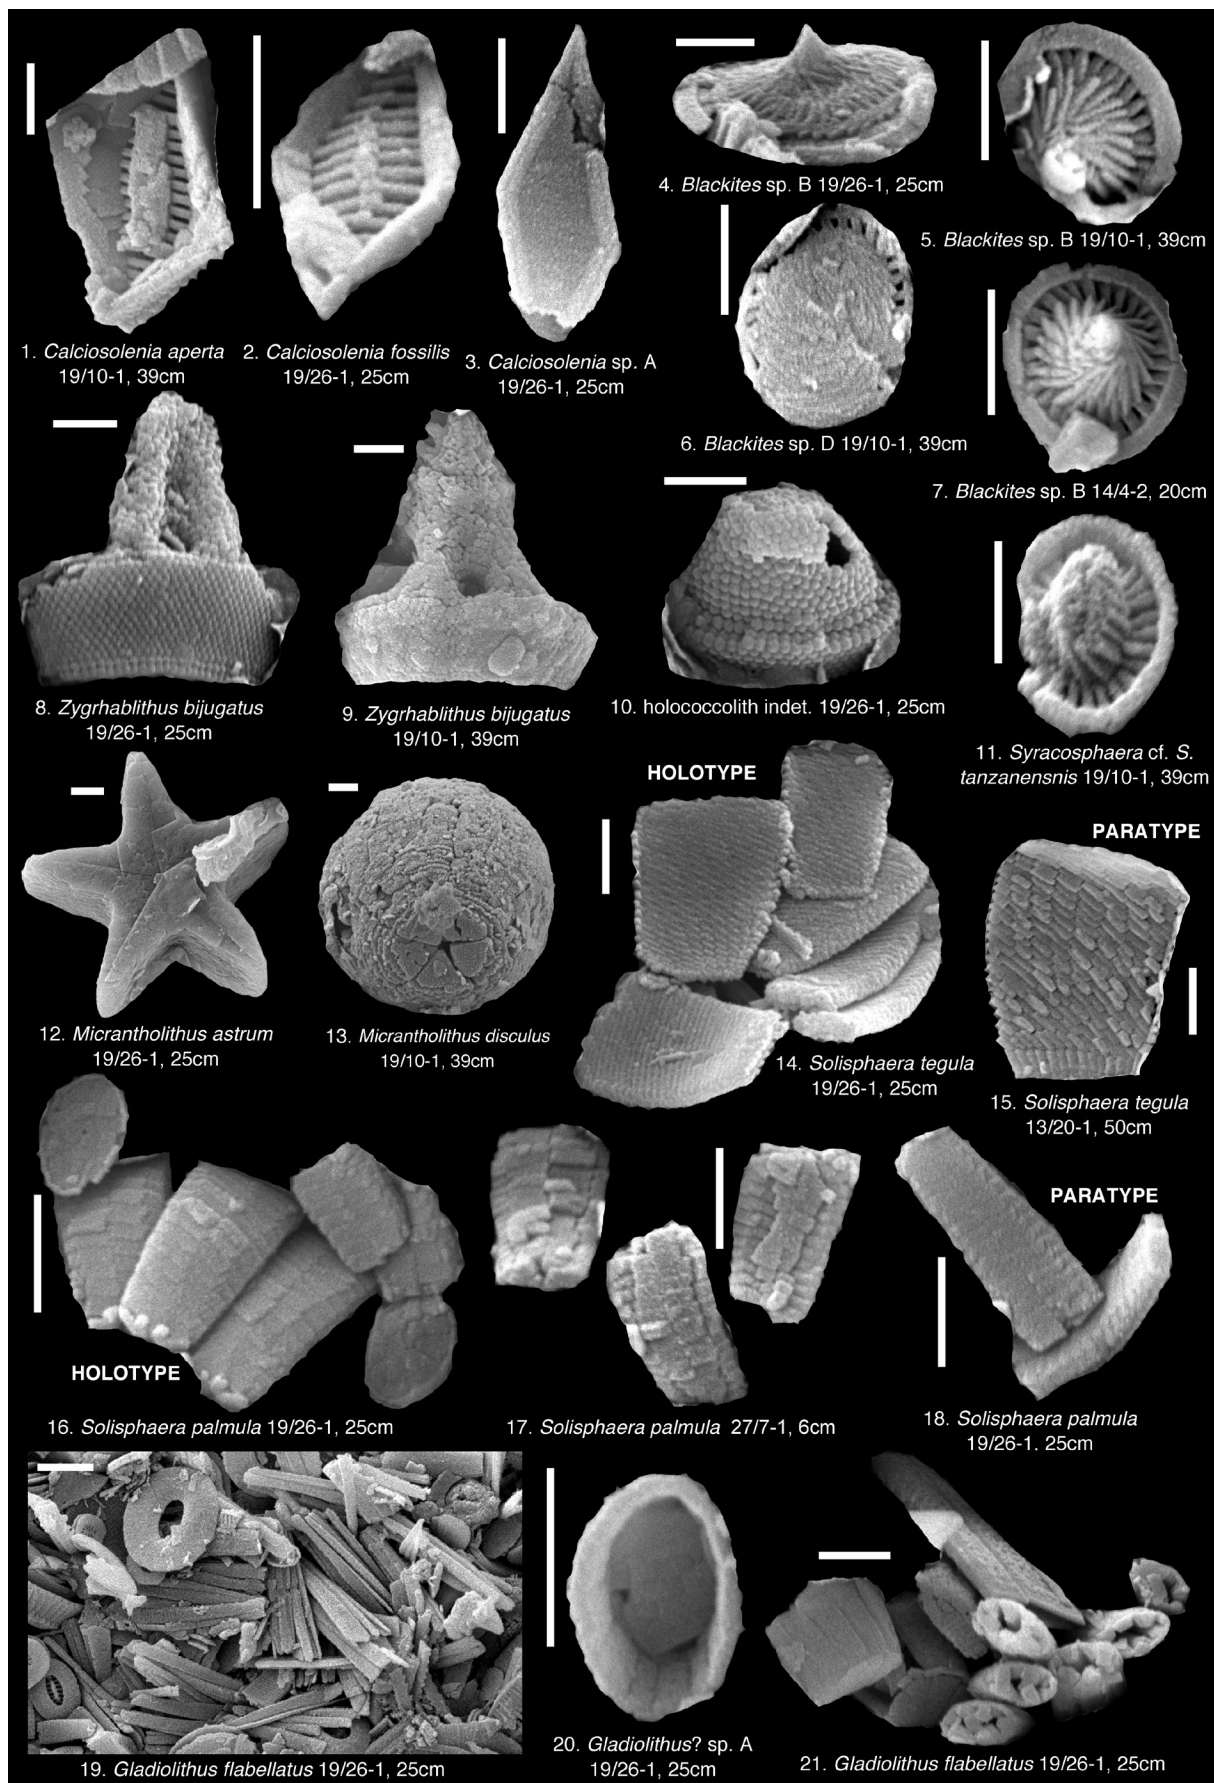 1. Calciosolenia aperta
19/10-1, 39cm
2. Calciosolenia fossilis
19/26-1, 25cm
3. Calciosolenia sp. A
19/26-1, 25cm
4. Blackites sp. B 19/26-1, 25cm
5. Blackites sp. B 19/10-1, 39cm
6. Blackites sp. D 19/10-1, 39cm
7. Blackites sp. B 14/4-2, 20cm
8. Zygrhablithus bijugatus
19/26-1, 25cm
9. Zygrhablithus bijugatus
19/10-1, 39cm
10. holococcolith indet. 19/26-1, 25cm
11. Syracosphaera cf. S.
tanzanensnis 19/10-1, 39cm
12. Micrantholithus astrum
19/26-1, 25cm
13. Micrantholithus disculus
19/10-1, 39cm
HOLOTYPE
14. Solisphaera tegula
19/26-1, 25cm
PARATYPE
15. Solisphaera tegula
13/20-1, 50cm
HOLOTYPE
16. Solisphaera palmula 19/26-1, 25cm
17. Solisphaera palmula 27/7-1, 6cm
PARATYPE
18. Solisphaera palmula
19/26-1. 25cm
19. Gladiolithus flabellatus 19/26-1, 25cm
20. Gladiolithus? sp. A
19/26-1, 25cm
21. Gladiolithus flabellatus 19/26-1, 25cm